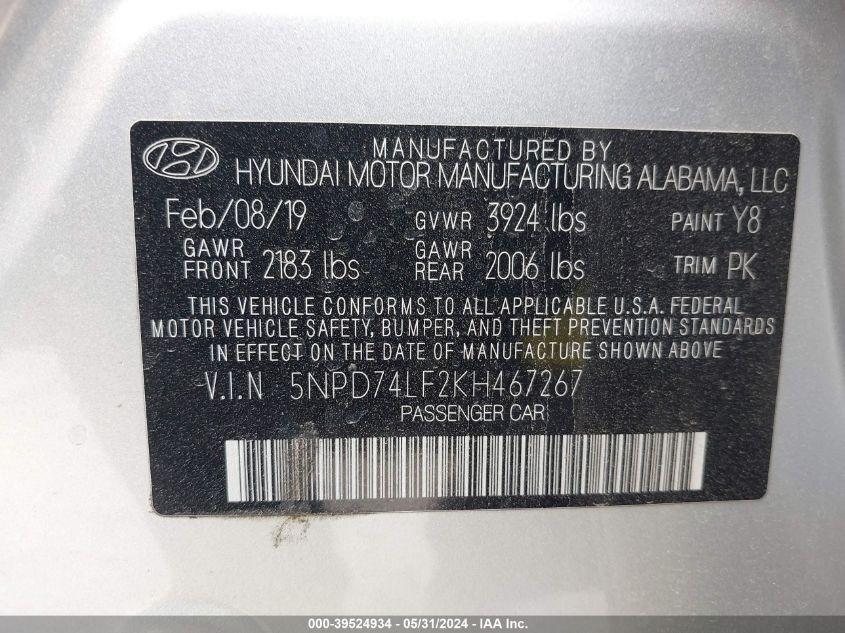 MANUFACTURED BY
HYUNDAI MOTOR MANUFACTURING ALABAMA, LLC
Feb/08/19 GVWR 3924 lbs PAINT Y8
GAWR FRONT 2183 lbs GAWR REAR 2006 lbs TRIM PK
THIS VEHICLE CONFORMS TO ALL APPLICABLE U.S.A. FEDERAL
MOTOR VEHICLE SAFETY, BUMPER, AND THEFT PREVENTION STANDARDS
IN EFFECT ON THE DATE OF MANUFACTURE SHOWN ABOVE
V.I.N 5NPD74LF2KH467267
PASSENGER CAR
000-39524934 - 05/31/2024 - IAA Inc.